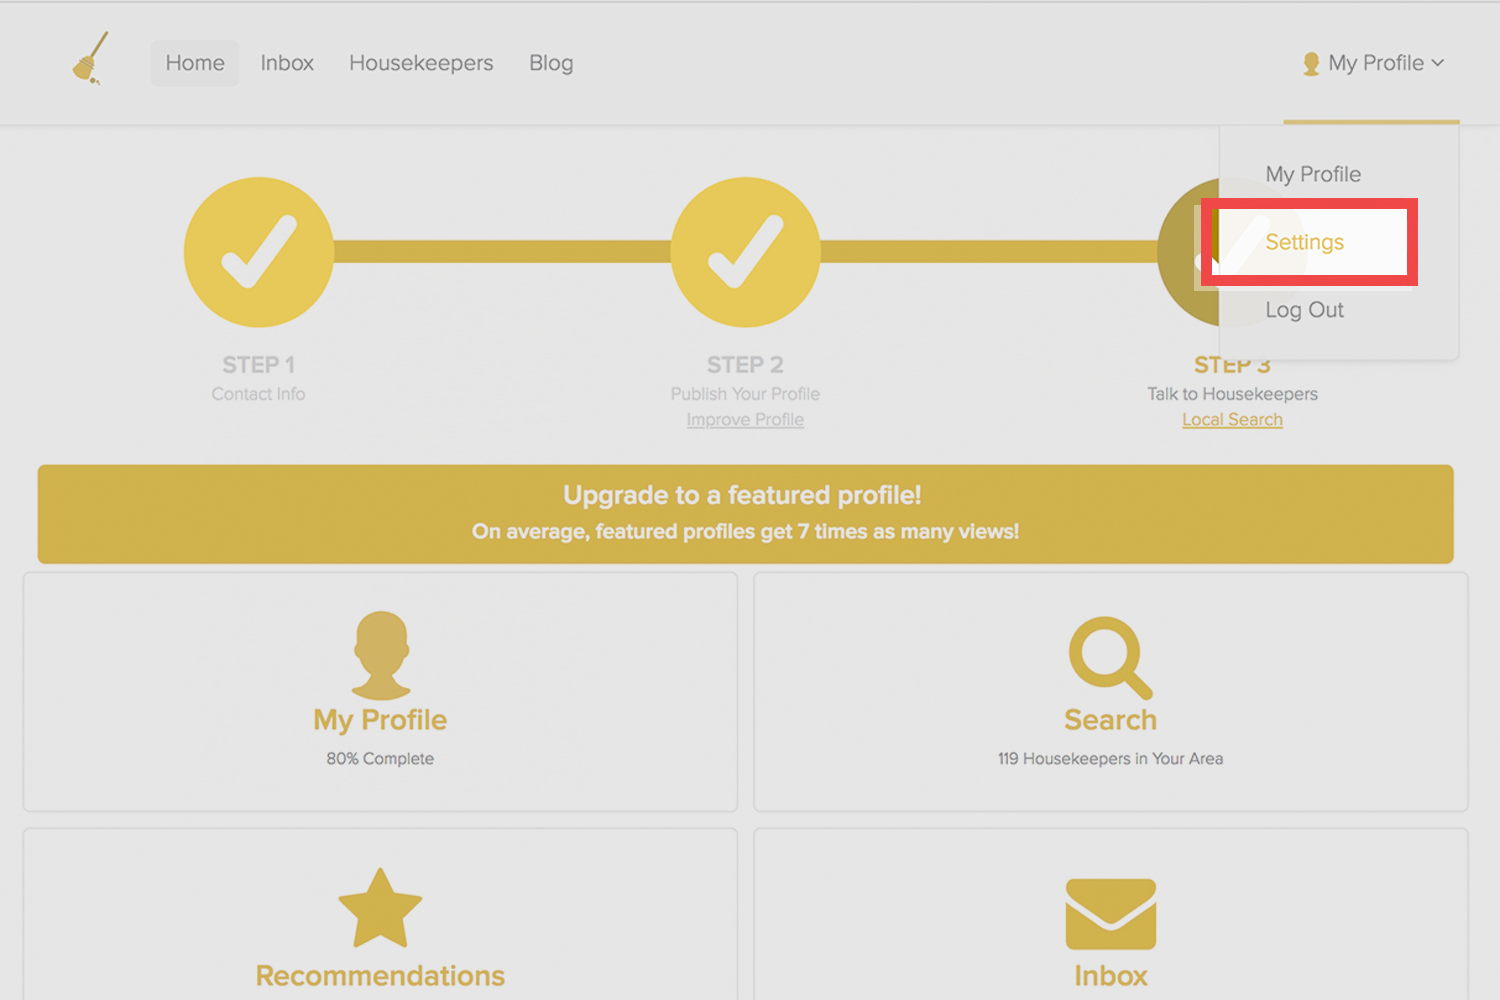 Home
Inbox
Housekeepers
Blog
My Profile
My Profile
Settings
Log Out
STEP 1
Contact Info
STEP 2
Publish Your Profile
Improve Profile
STEP 3
Talk to Housekeepers
Local Search
Upgrade to a featured profile!
On average, featured profiles get 7 times as many views!
My Profile
80% Complete
Search
119 Housekeepers in Your Area
Recommendations
Inbox